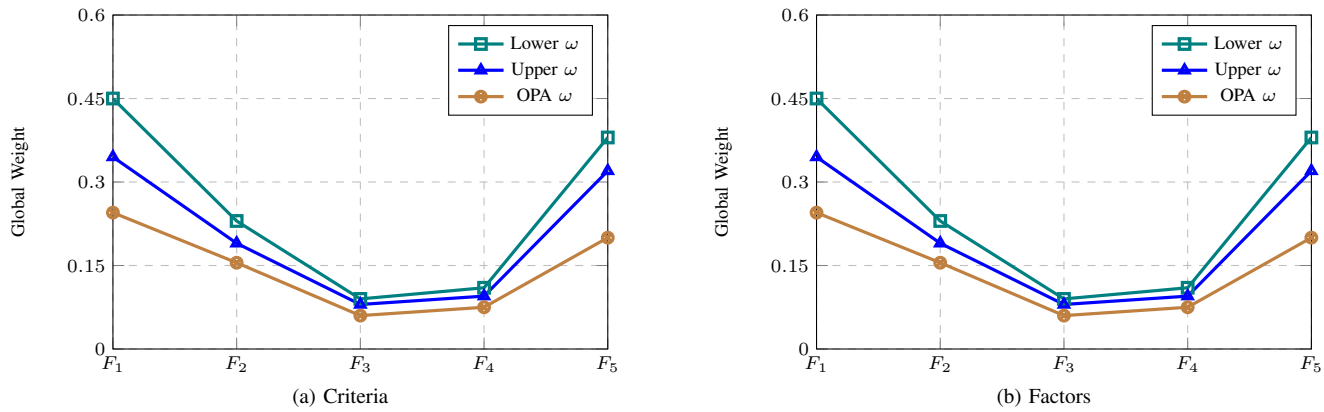 0.6
0.45
0.3
0.15
0
Global Weight
Lower ω
Upper ω
OPA ω
F₁ F₂ F₃ F₄ F₅
(a) Criteria
0.6
0.45
0.3
0.15
0
Global Weight
Lower ω
Upper ω
OPA ω
F₁ F₂ F₃ F₄ F₅
(b) Factors